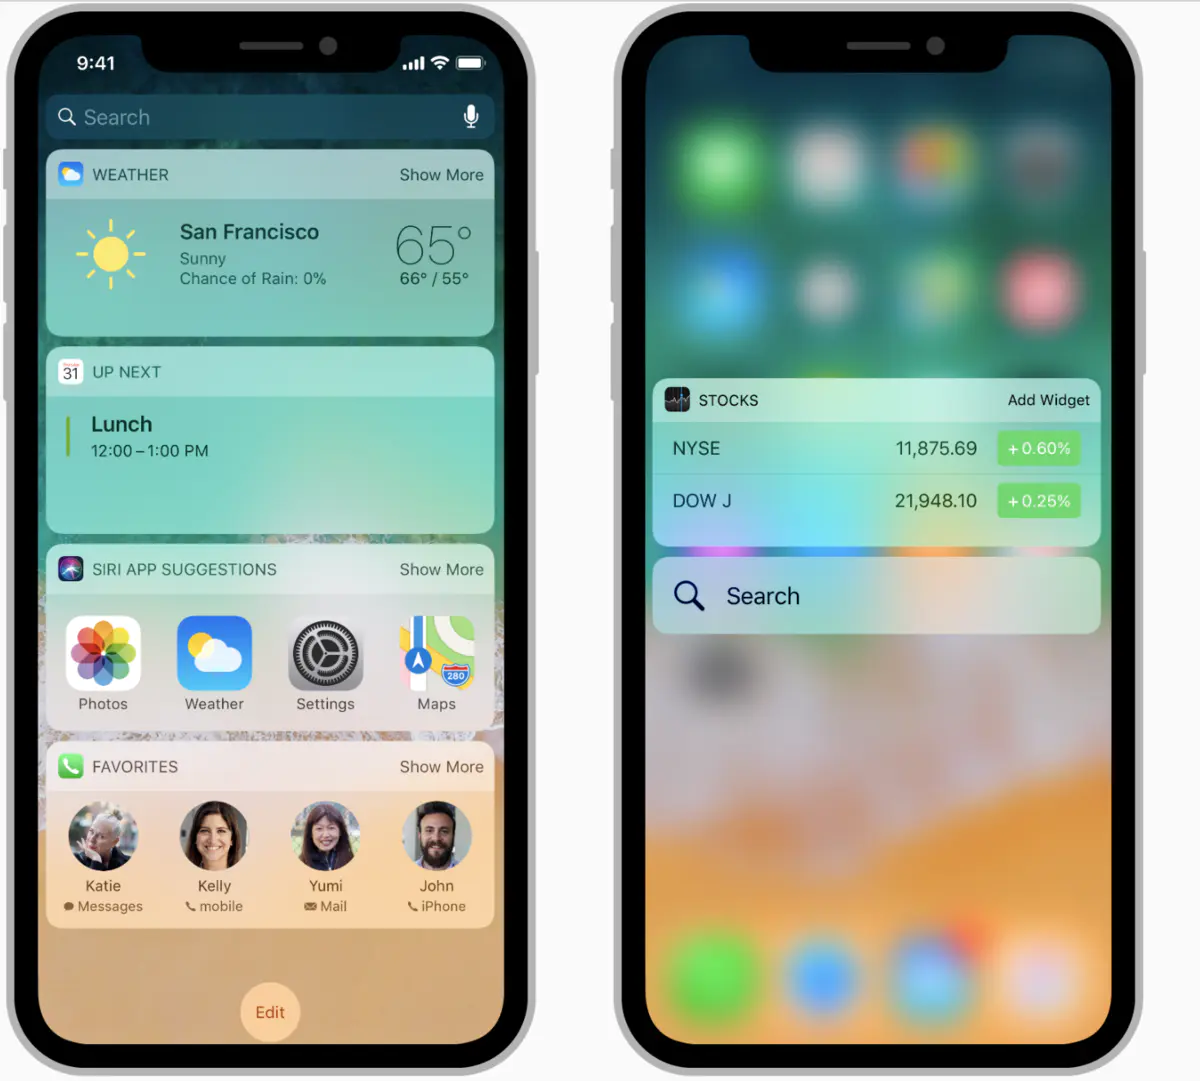 9:41
Search
WEATHER Show More
San Francisco
65°
Sunny
Chance of Rain: 0% 66° / 55°
31 UP NEXT
Lunch
12:00 – 1:00 PM
SIRI APP SUGGESTIONS Show More
280
Photos Weather Settings Maps
FAVORITES Show More
Katie Kelly Yumi John
Messages mobile Mail iPhone
Edit
STOCKS Add Widget
NYSE 11,875.69 +0.60%
DOW J 21,948.10 +0.25%
Search